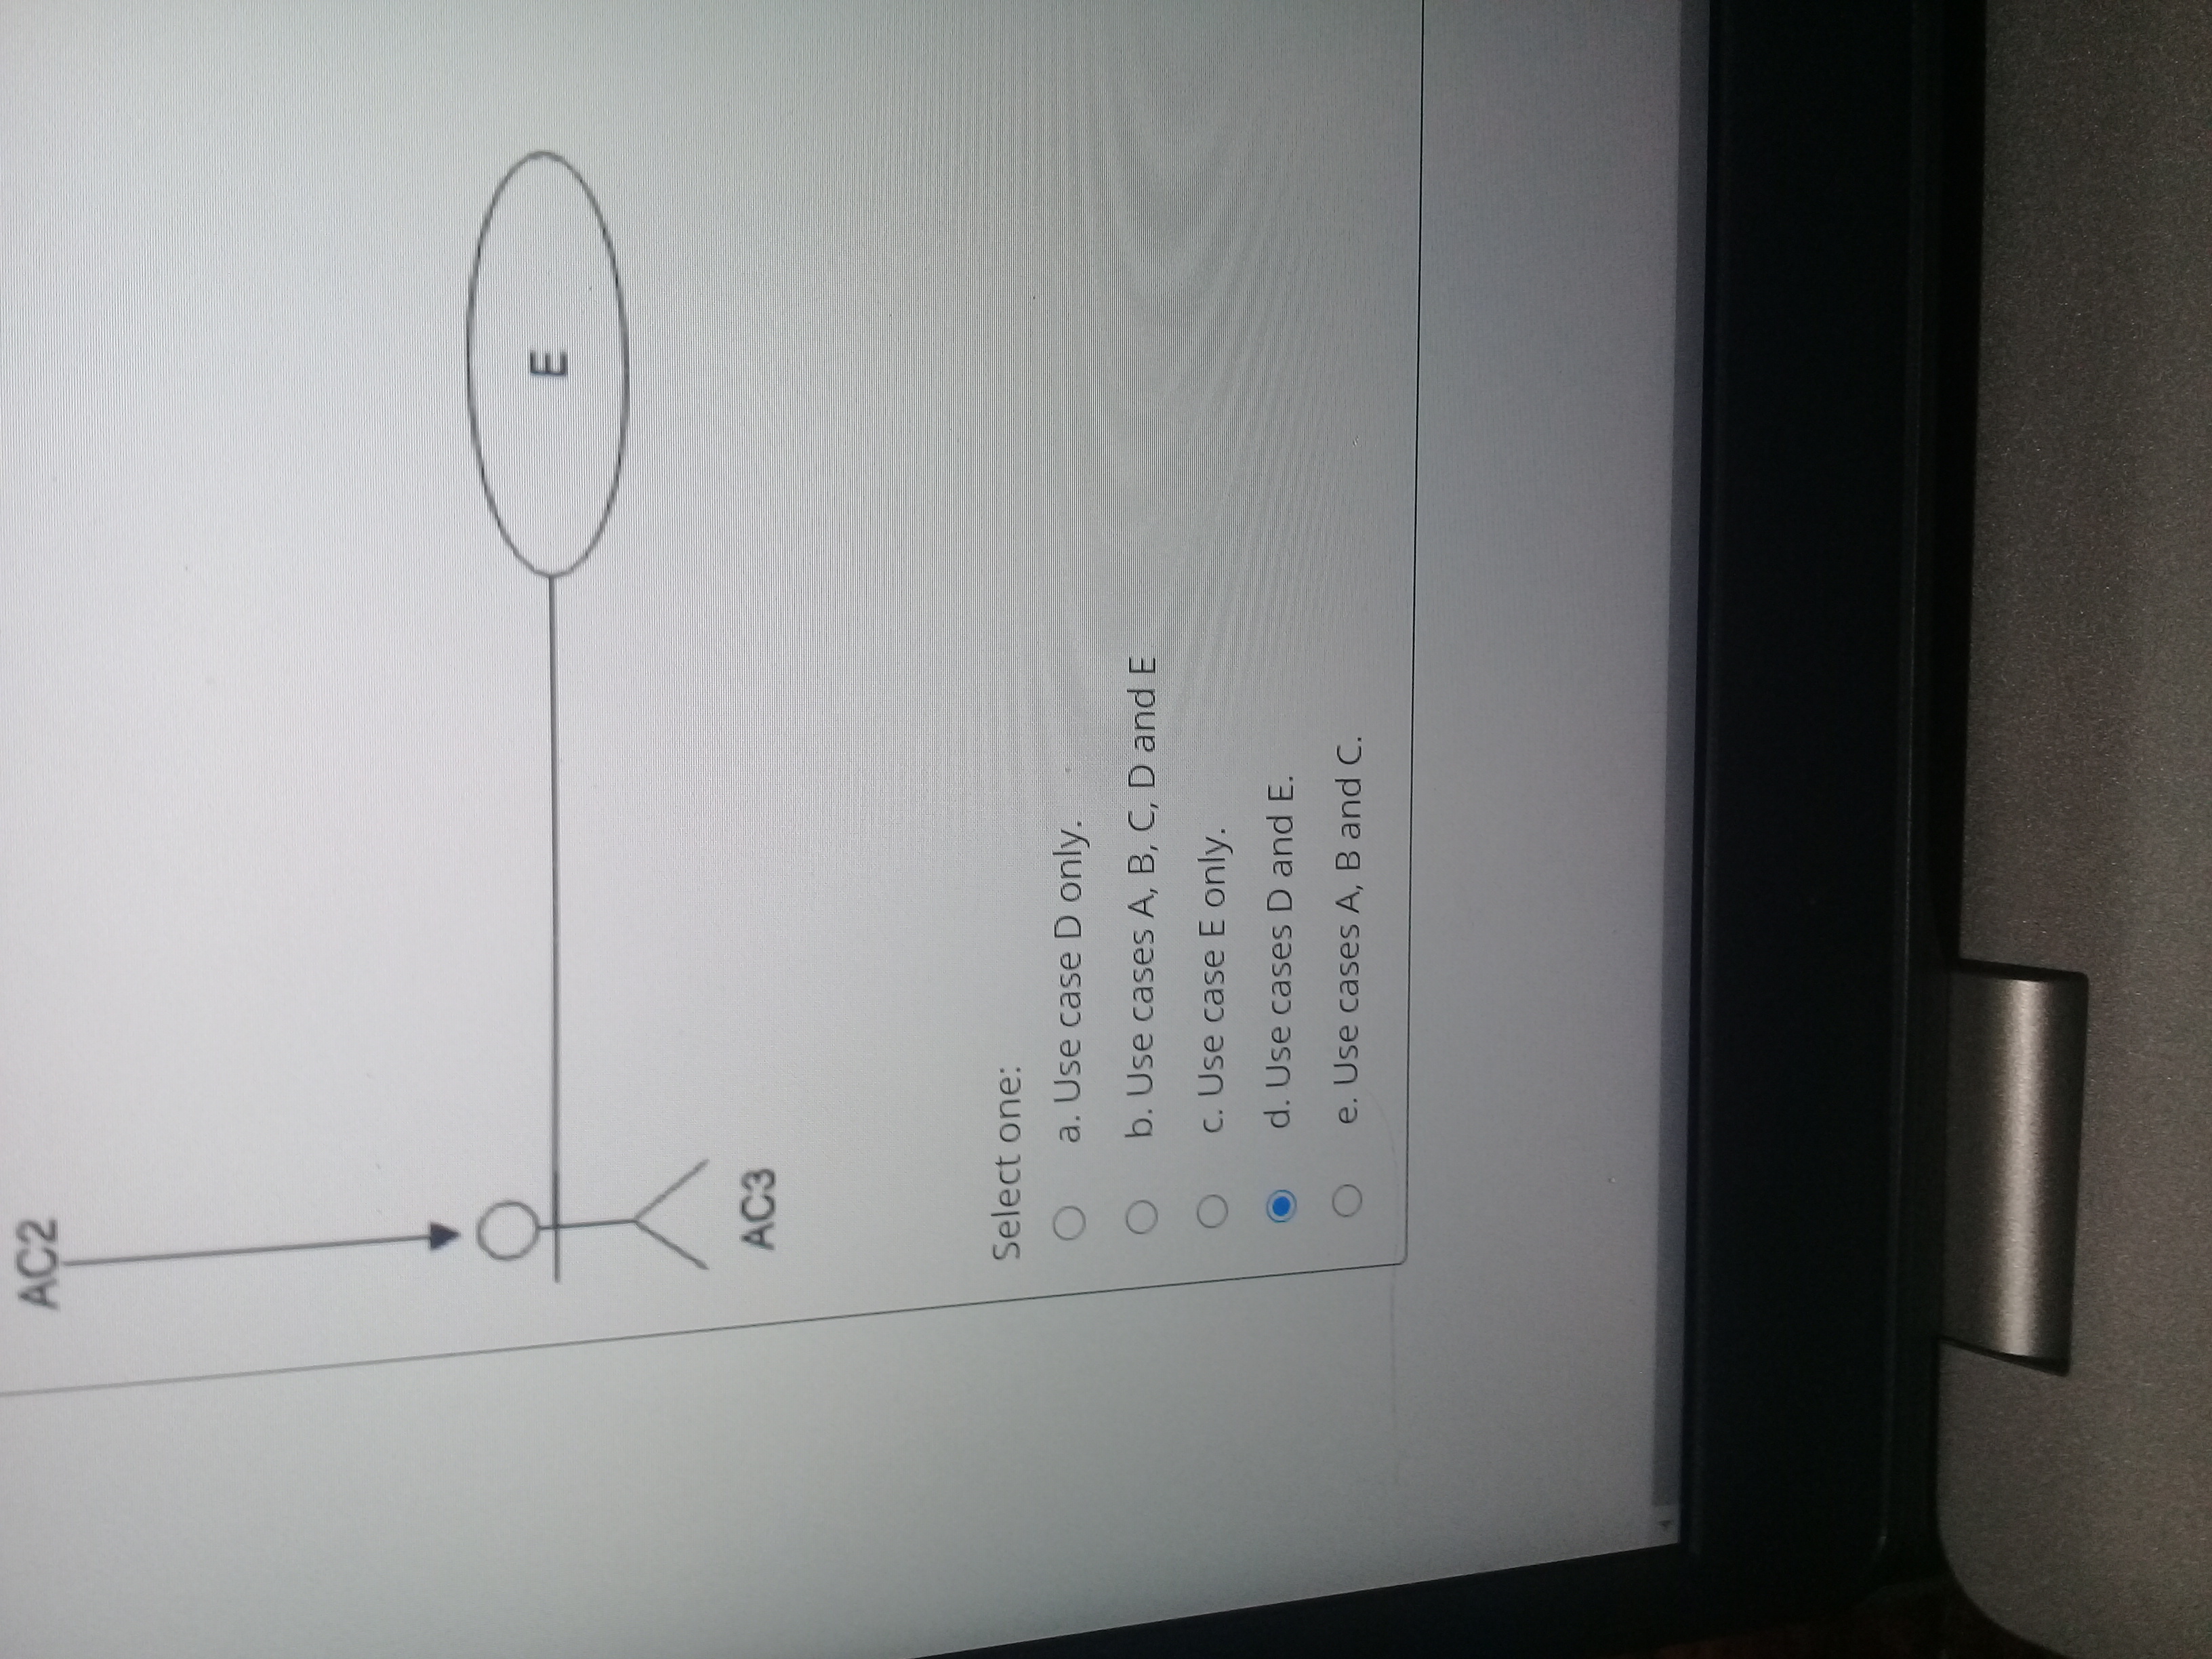 AC2
E
AC3
Select one:
a. Use case D only.
b. Use cases A, B, C, D and E
c. Use case E only.
d. Use cases D and E.
e. Use cases A, B and C.